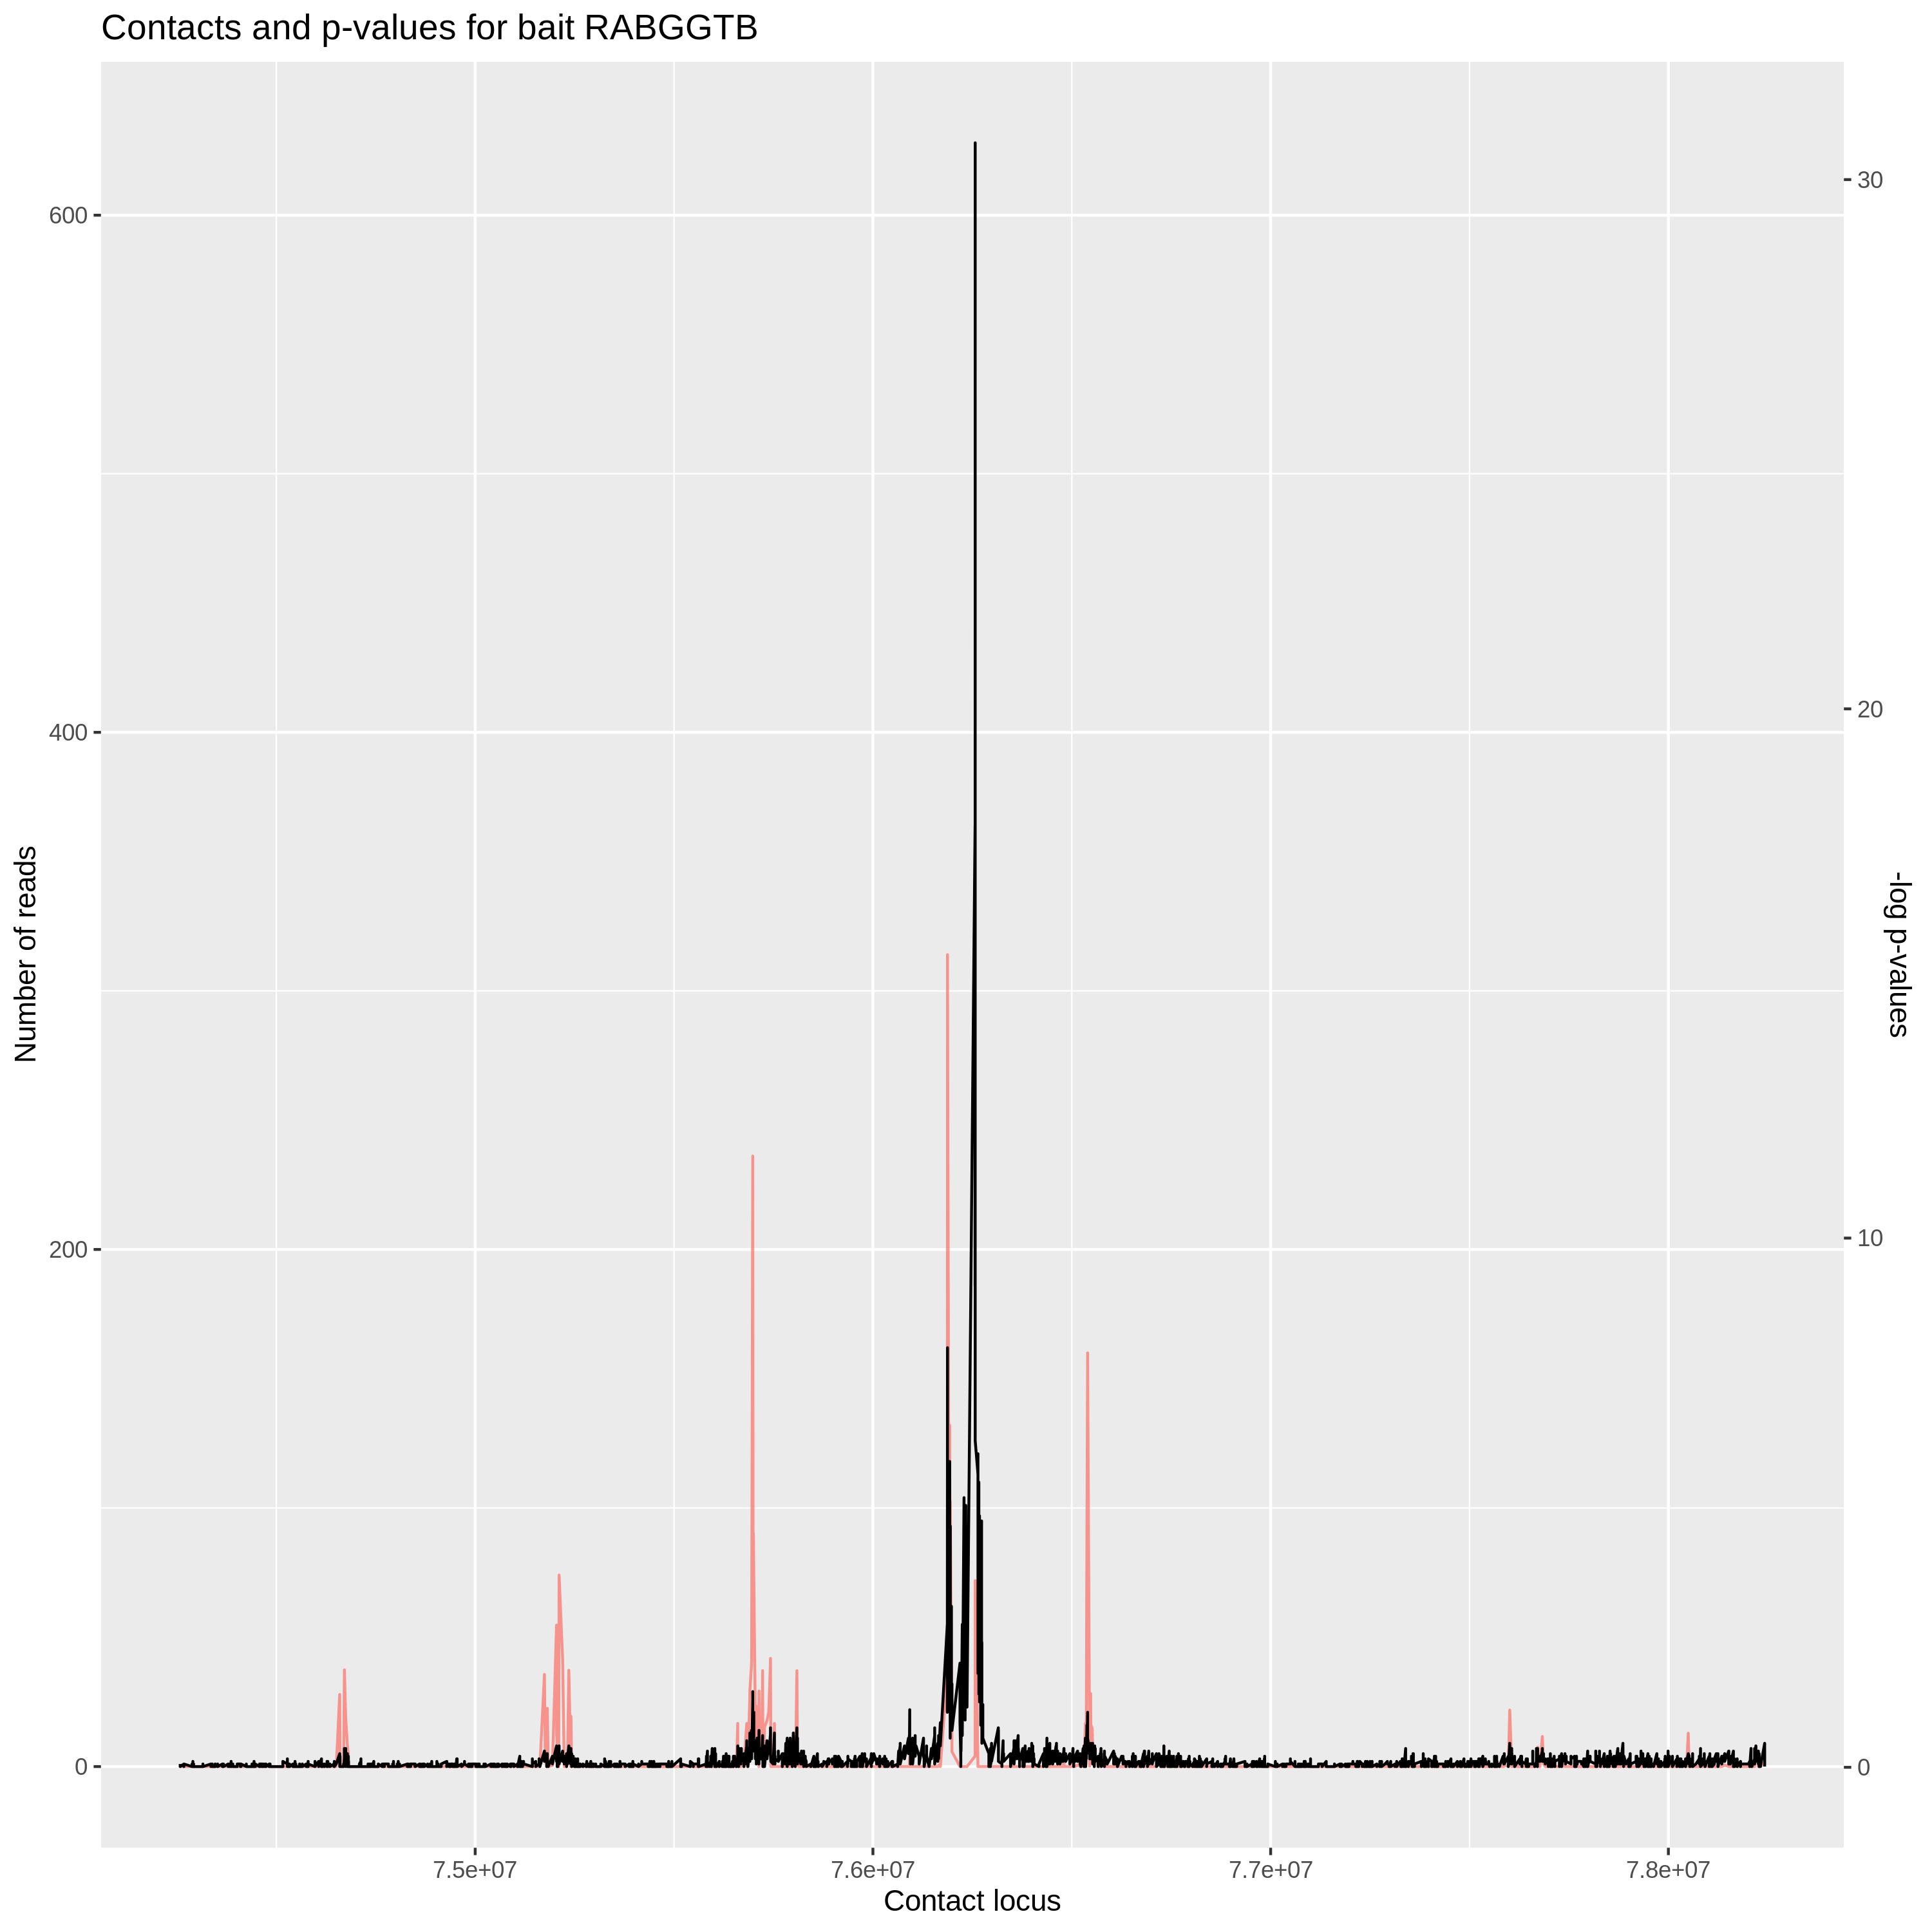 Contacts and p-values for bait RABGGTB
600
400
200
0
Number of reads
30
20
10
0
-log p-values
7.5e+07
7.6e+07
7.7e+07
7.8e+07
Contact locus